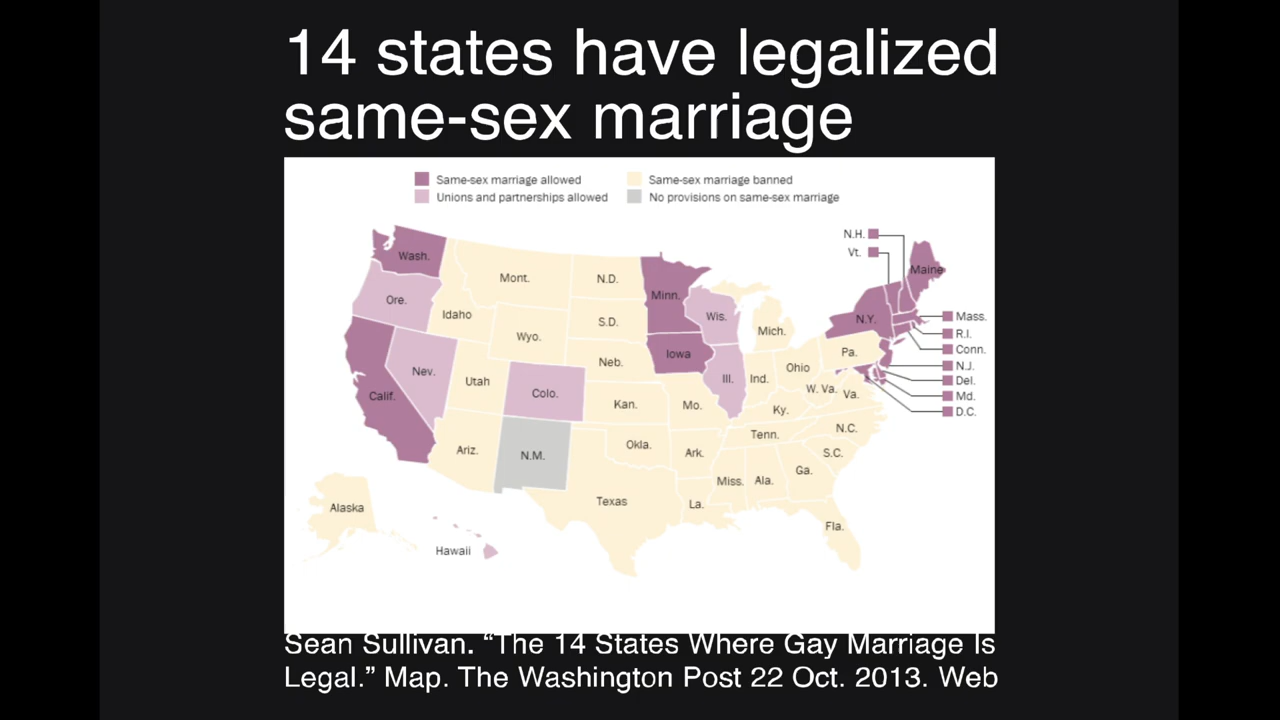 14 states have legalized
same-sex marriage
Same-sex marriage allowed
Same-sex marriage banned
Unions and partnerships allowed
No provisions on same-sex marriage
N.H.
Vt.
Wash.
Maine
Mont.
N.D.
Minn.
Ore.
Idaho
Wis.
N.Y.
Mass.
S.D.
Mich.
R.I.
Wyo.
Conn.
Iowa
Pa.
Neb.
Ohio
N.J.
Nev.
Utah
Ill.
Ind.
Del.
Calif.
Colo.
W. Va.
Va.
Md.
Kan.
Mo.
Ky.
D.C.
N.C.
Tenn.
Okla.
Ariz.
N.M.
Ark.
S.C.
Ga.
Miss.
Ala.
Texas
La.
Alaska
Fla.
Hawaii
Sean Sullivan. “The 14 States Where Gay Marriage Is
Legal.” Map. The Washington Post 22 Oct. 2013. Web